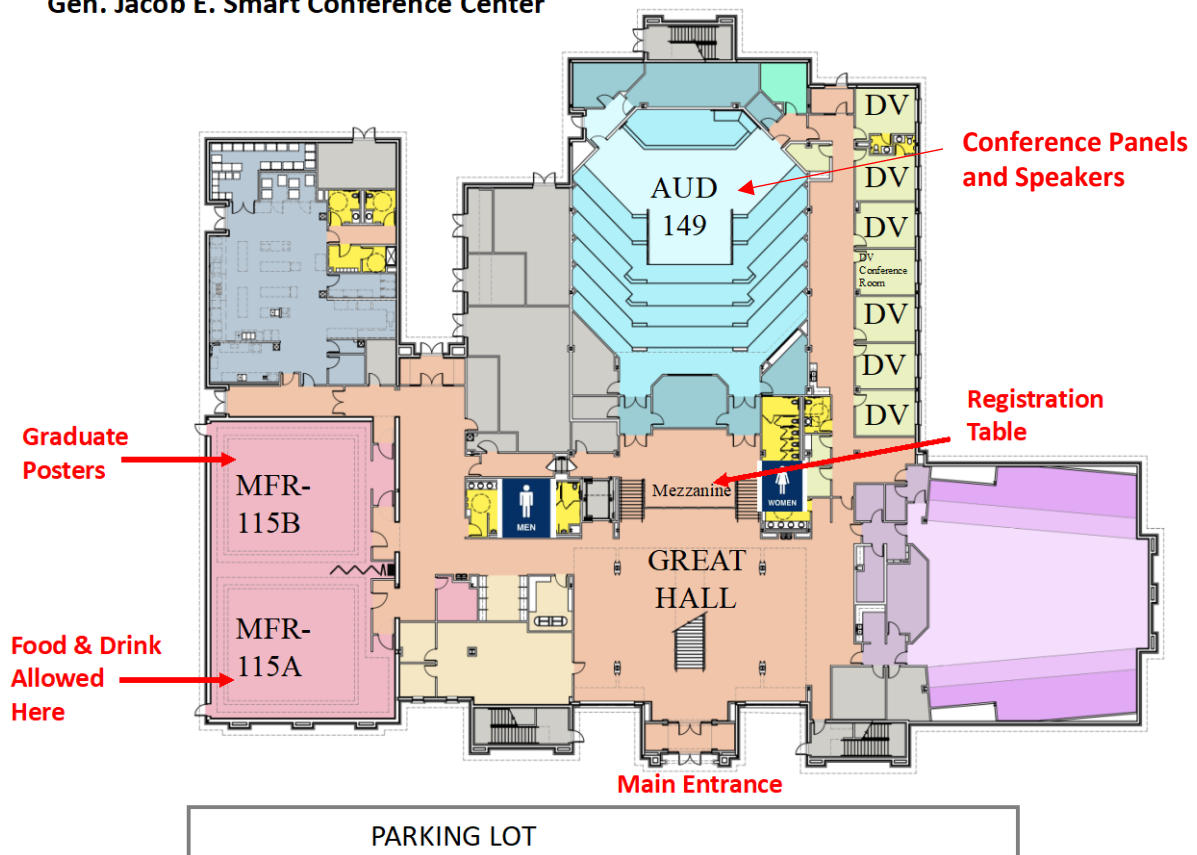 Gen. Jacob E. Smart Conference Center
DV
Conference Panels
and Speakers
AUD
149
DV
DV
DV
Conference
Room
DV
DV
DV
Registration
Table
Graduate
Posters
MFR-
115B
Mezzanine
WOMEN
MEN
GREAT
HALL
MFR-
115A
Food & Drink
Allowed
Here
Main Entrance
PARKING LOT